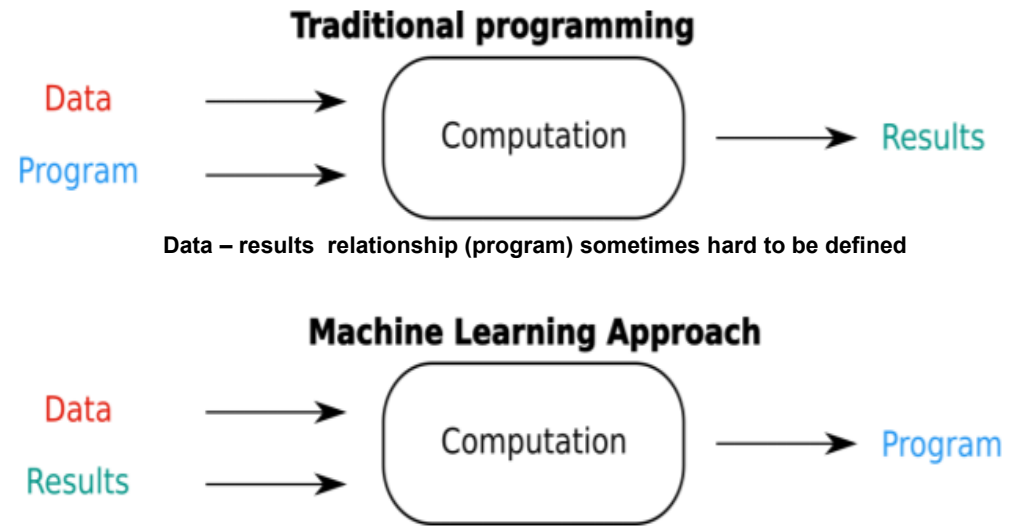 Traditional programming
Data
Computation
Results
Program
Data – results  relationship (program) sometimes hard to be defined
Machine Learning Approach
Data
Computation
Program
Results